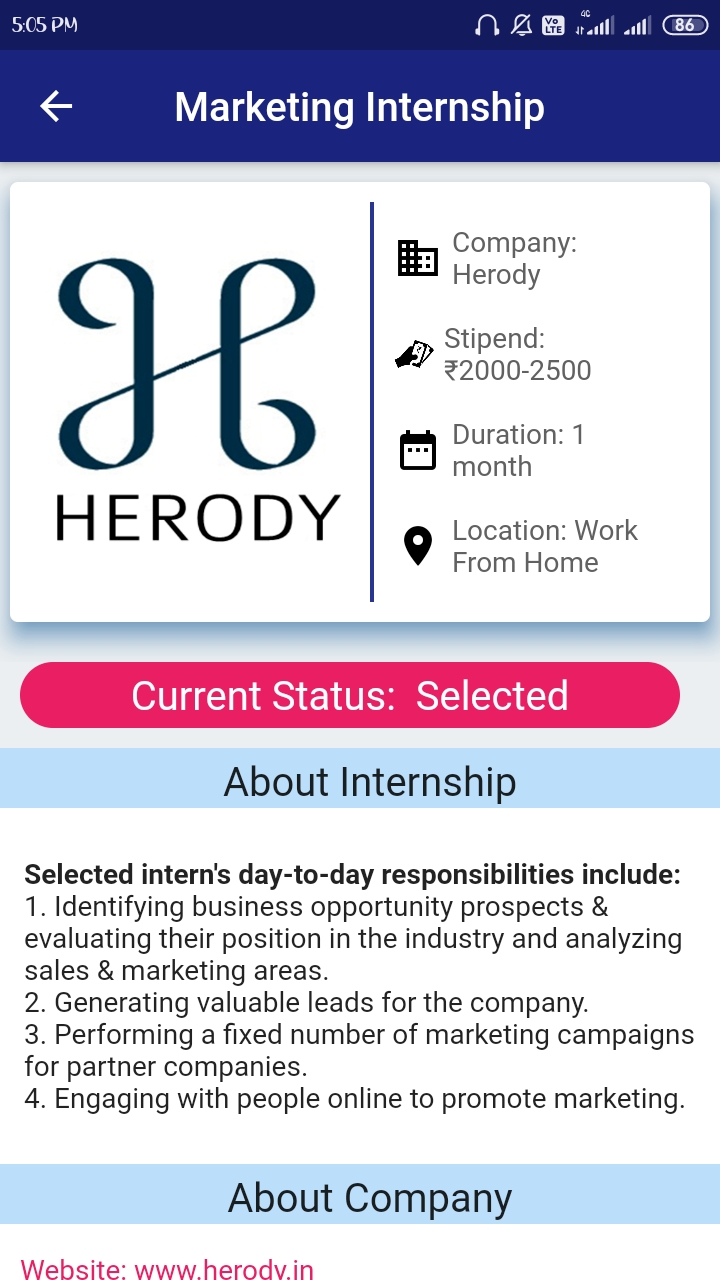 5:05 PM
Vo LTE
4G
86
Marketing Internship
HERODY
Company:
Herody
Stipend:
₹2000-2500
Duration: 1
month
Location: Work
From Home
Current Status:  Selected
About Internship
Selected intern's day-to-day responsibilities include:
1. Identifying business opportunity prospects &
evaluating their position in the industry and analyzing
sales & marketing areas.
2. Generating valuable leads for the company.
3. Performing a fixed number of marketing campaigns
for partner companies.
4. Engaging with people online to promote marketing.
About Company
Website: www.herody.in